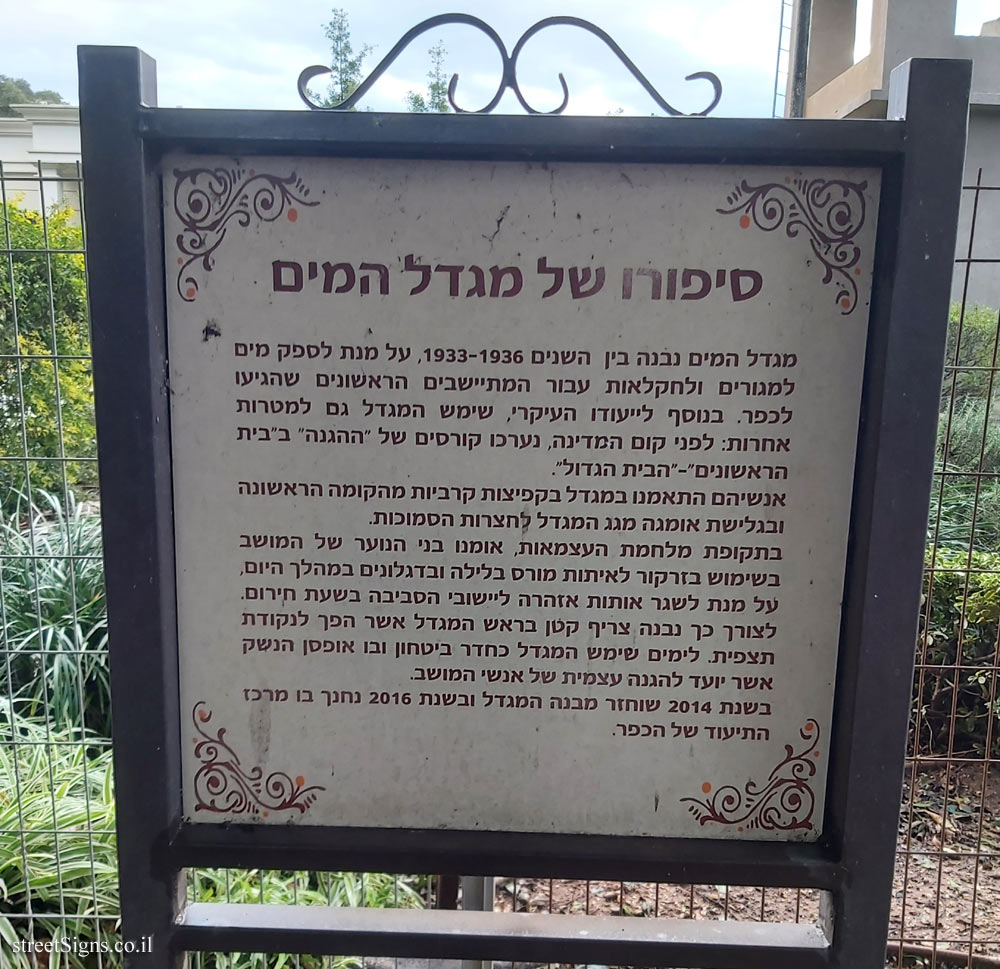 סיפורו של מגדל המים
מגדל המים נבנה בין השנים 1933-1936, על מנת לספק מים
למגורים ולחקלאות עבור המתיישבים הראשונים שהגיעו
לכפר. בנוסף לייעודו העיקרי, שימש המגדל גם למטרות
אחרות: לפני קום המדינה, נערכו קורסים של "ההגנה" ב"בית
הראשונים"-"הבית הגדול".
אנשיהם התאמנו במגדל בקפיצות קרביות מהקומה הראשונה
ובגלישת אומגה מגג המגדל לחצרות הסמוכות.
בתקופת מלחמת העצמאות, אומנו בני הנוער של המושב
בשימוש בזרקור לאיתות מורס בלילה ובדגלונים במהלך היום,
על מנת לשגר אותות אזהרה ליישובי הסביבה בשעת חירום.
לצורך כך נבנה צריף קטן בראש המגדל אשר הפך לנקודת
תצפית. לימים שימש המגדל כחדר ביטחון ובו אופסן הנשק
אשר יועד להגנה עצמית של אנשי המושב.
בשנת 2014 שוחזר מבנה המגדל ובשנת 2016 נחנך בו מרכז
התיעוד של הכפר.
streetSigns.co.il